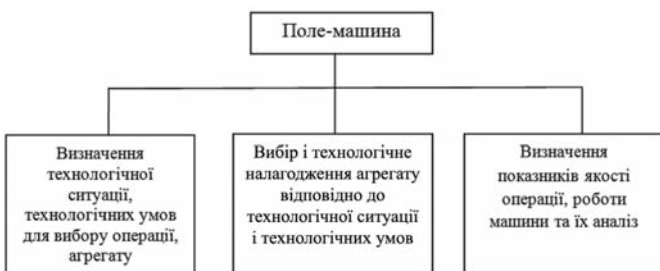 Поле-машина
Визначення
технологічної
ситуації,
технологічних умов
для вибору операції,
агрегату
Вибір і технологічне
налагодження агрегату
відповідно до
технологічної ситуації
і технологічних умов
Визначення
показників якості
операції, роботи
машини та їх аналіз